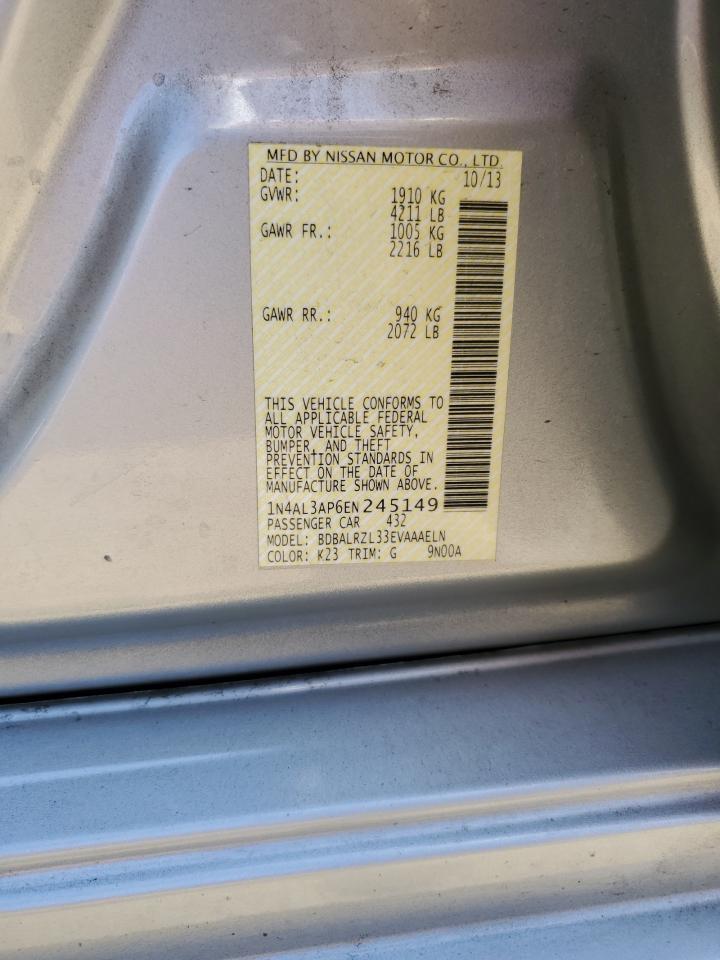 MFD BY NISSAN MOTOR CO., LTD.
DATE: 10/13
GVWR: 1910 KG
4211 LB
GAWR FR.: 1005 KG
2216 LB
GAWR RR.: 940 KG
2072 LB
THIS VEHICLE CONFORMS TO
ALL APPLICABLE FEDERAL
MOTOR VEHICLE SAFETY,
BUMPER, AND THEFT
PREVENTION STANDARDS IN
EFFECT ON THE DATE OF
MANUFACTURE SHOWN ABOVE.
1N4AL3AP6EN245149
PASSENGER CAR 432
MODEL: BDBALRZL33EVAAAELN
COLOR: K23 TRIM: G 9N00A